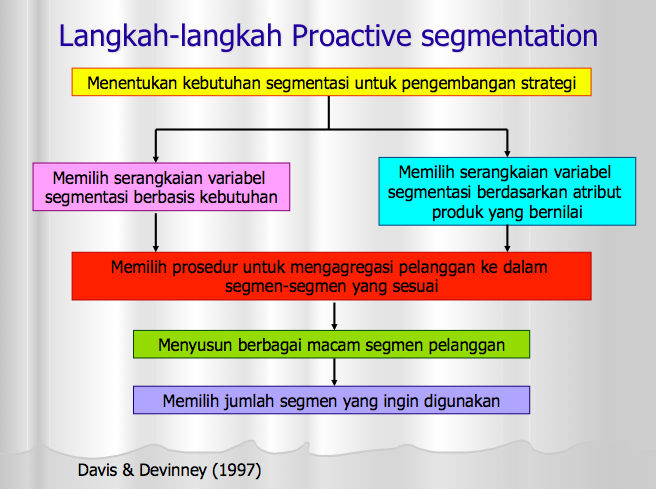 Langkah-langkah Proactive segmentation
Menentukan kebutuhan segmentasi untuk pengembangan strategi
Memilih serangkaian variabel
segmentasi berbasis kebutuhan
Memilih serangkaian variabel
segmentasi berdasarkan atribut
produk yang bernilai
Memilih prosedur untuk mengagregasi pelanggan ke dalam
segmen-segmen yang sesuai
Menyusun berbagai macam segmen pelanggan
Memilih jumlah segmen yang ingin digunakan
Davis & Devinney (1997)